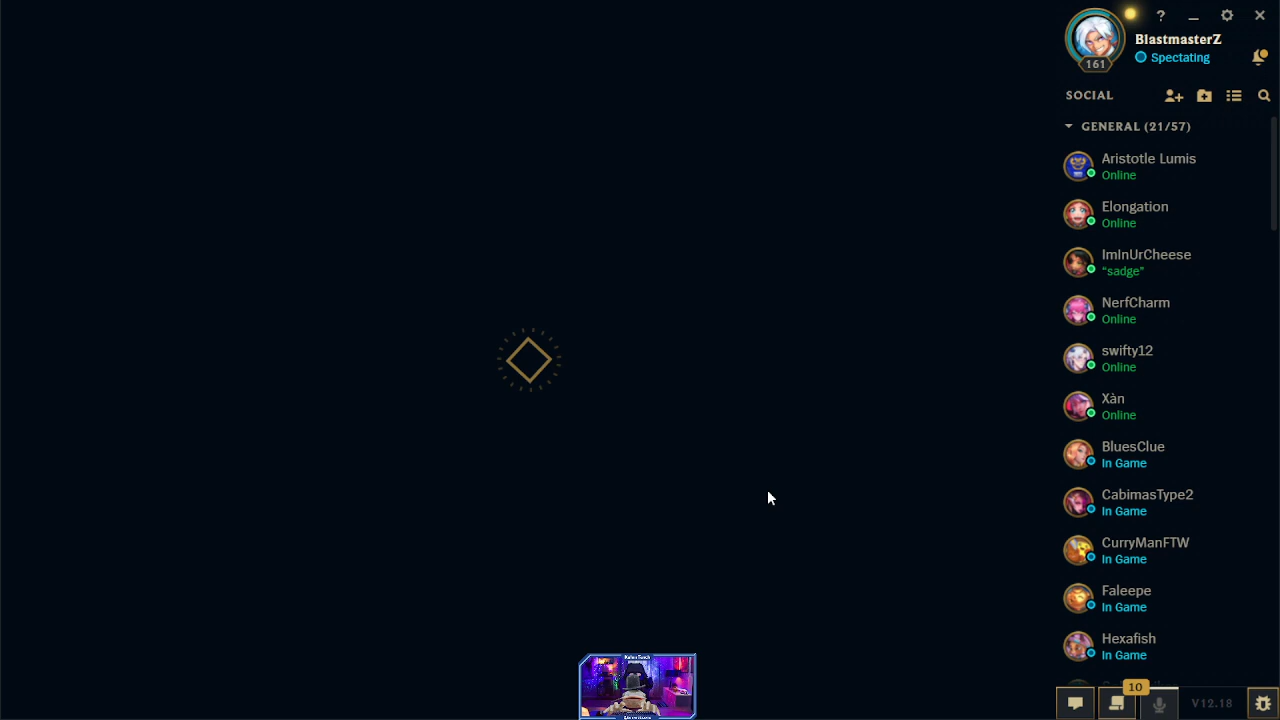 ?
BlastmasterZ
161
Spectating
SOCIAL
GENERAL (21/57)
Aristotle Lumis
Online
Elongation
Online
ImInUrCheese
"sadge"
NerfCharm
Online
swifty12
Online
Xàn
Online
BluesClue
In Game
CabimasType2
In Game
CurryManFTW
In Game
Faleepe
In Game
Hexafish
In Game
10
V12.18